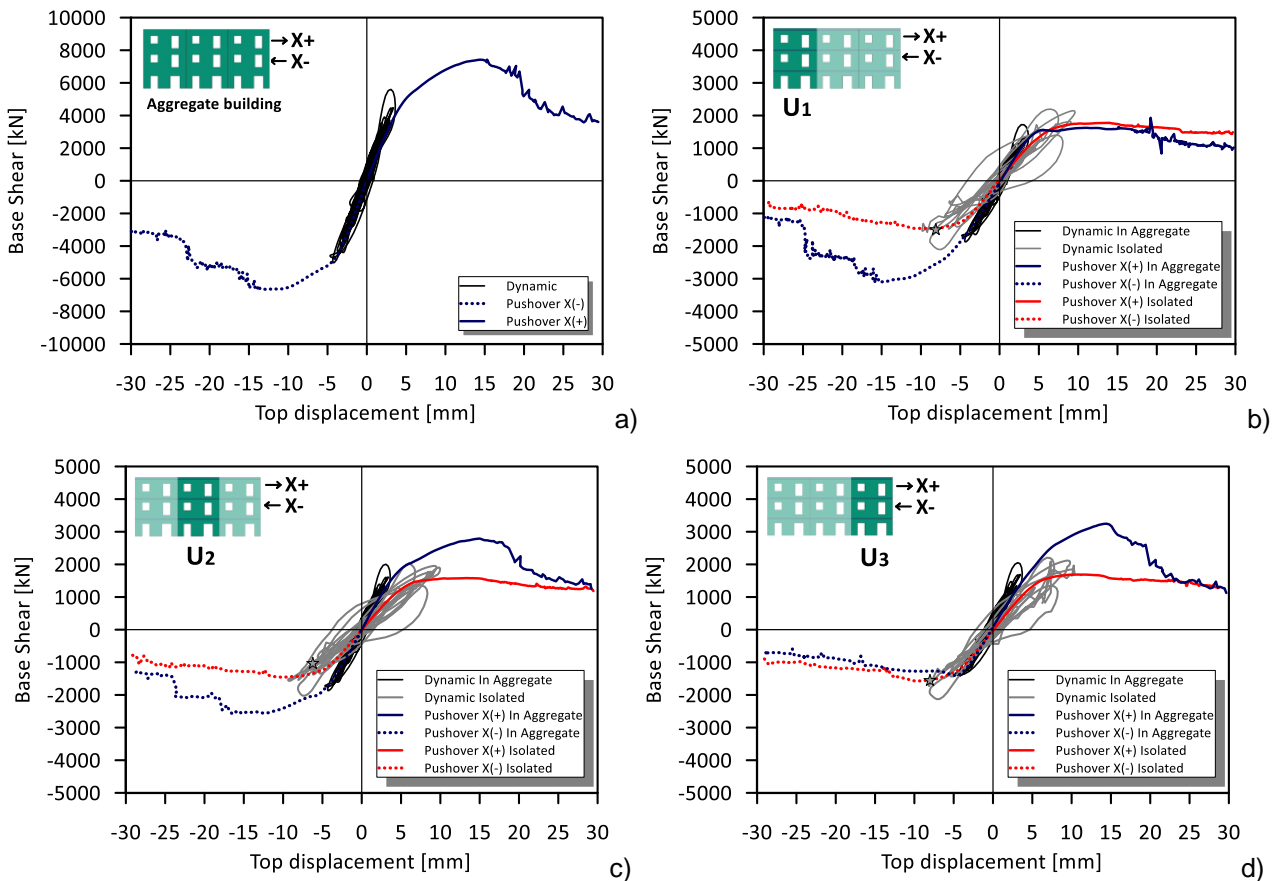 10000
8000
6000
4000
2000
0
-2000
-4000
-6000
-8000
-10000
Base Shear [kN]
→X+
←X-
Aggregate building
Dynamic
Pushover X(-)
Pushover X(+)
-30 -25 -20 -15 -10 -5 0 5 10 15 20 25 30
Top displacement [mm]
a)
5000
4000
3000
2000
1000
0
-1000
-2000
-3000
-4000
-5000
Base Shear [kN]
→X+
←X-
U1
Dynamic In Aggregate
Dynamic Isolated
Pushover X(+) In Aggregate
Pushover X(-) In Aggregate
Pushover X(+) Isolated
Pushover X(-) Isolated
-30 -25 -20 -15 -10 -5 0 5 10 15 20 25 30
Top displacement [mm]
b)
5000
4000
3000
2000
1000
0
-1000
-2000
-3000
-4000
-5000
Base Shear [kN]
→X+
←X-
U2
Dynamic In Aggregate
Dynamic Isolated
Pushover X(+) In Aggregate
Pushover X(-) In Aggregate
Pushover X(+) Isolated
Pushover X(-) Isolated
-30 -25 -20 -15 -10 -5 0 5 10 15 20 25 30
Top displacement [mm]
c)
5000
4000
3000
2000
1000
0
-1000
-2000
-3000
-4000
-5000
Base Shear [kN]
→X+
←X-
U3
Dynamic In Aggregate
Dynamic Isolated
Pushover X(+) In Aggregate
Pushover X(-) In Aggregate
Pushover X(+) Isolated
Pushover X(-) Isolated
-30 -25 -20 -15 -10 -5 0 5 10 15 20 25 30
Top displacement [mm]
d)